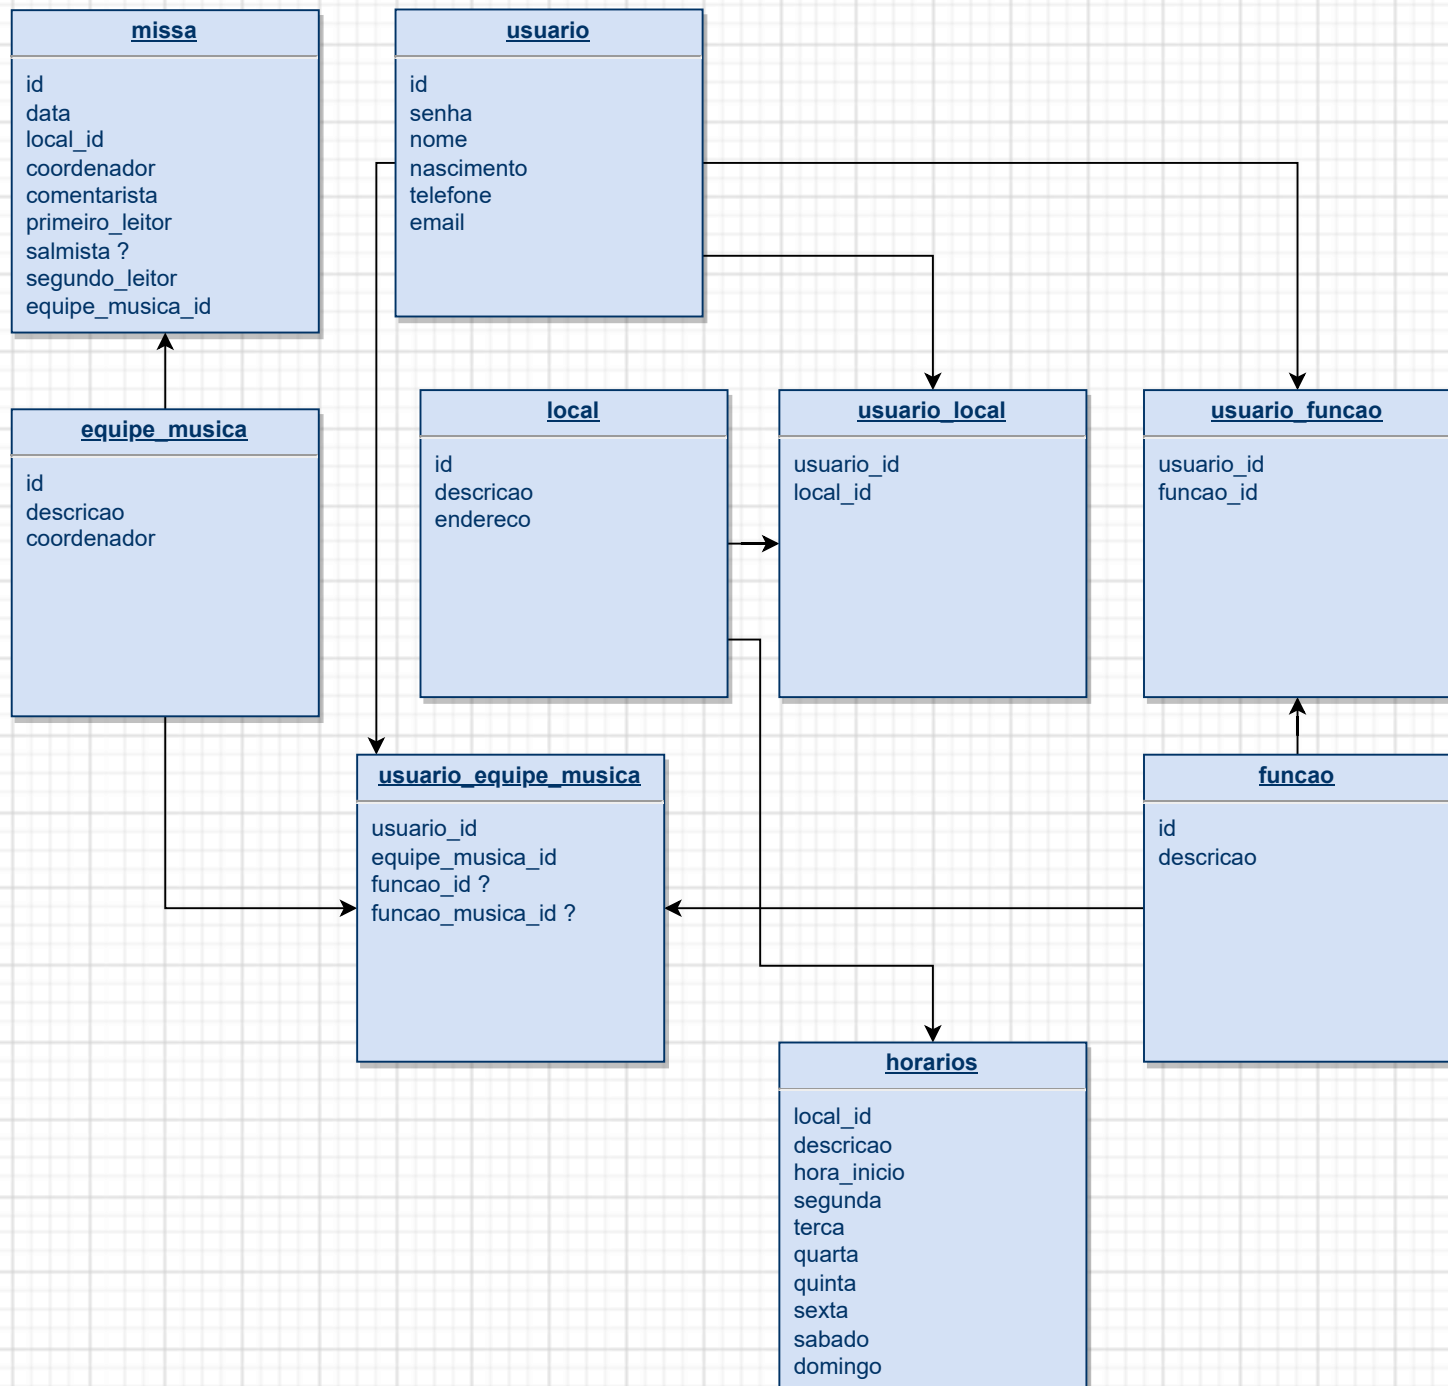 missa
id
data
local_id
coordenador
comentarista
primeiro_leitor
salmista ?
segundo_leitor
equipe_musica_id
usuario
id
senha
nome
nascimento
telefone
email
equipe_musica
id
descricao
coordenador
local
id
descricao
endereco
usuario_local
usuario_id
local_id
usuario_funcao
usuario_id
funcao_id
usuario_equipe_musica
usuario_id
equipe_musica_id
funcao_id ?
funcao_musica_id ?
funcao
id
descricao
horarios
local_id
descricao
hora_inicio
segunda
terca
quarta
quinta
sexta
sabado
domingo